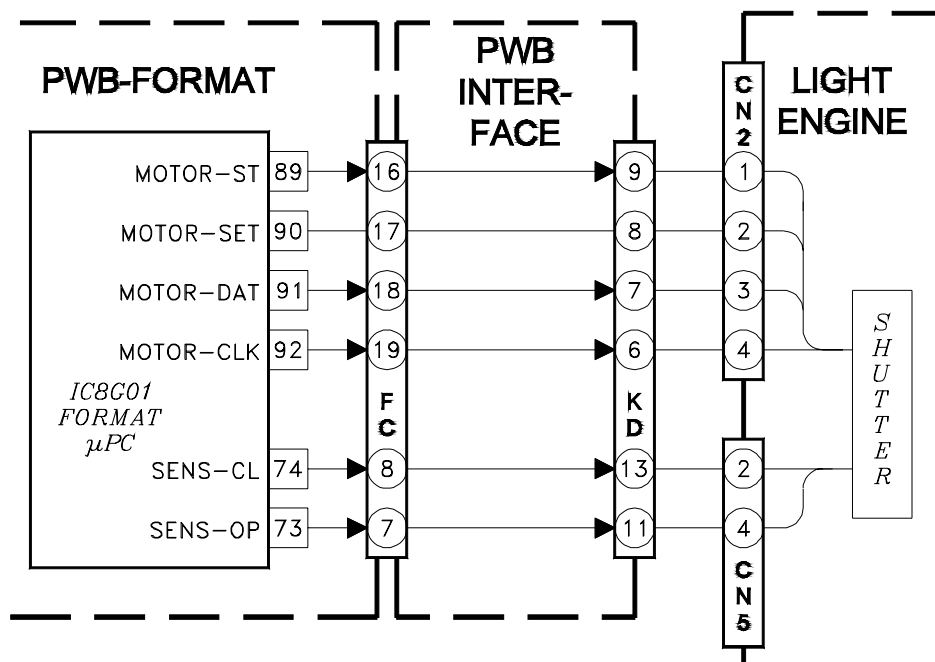 PWB-FORMAT
PWB
INTER-
FACE
LIGHT
ENGINE
CN2
MOTOR-ST 89 16 9 1
MOTOR-SET 90 17 8 2
MOTOR-DAT 91 18 7 3
MOTOR-CLK 92 19 6 4
IC8G01
FORMAT
µPC
FC
KD
SHUTTER
SENS-CL 74 8 13 2
SENS-OP 73 7 11 4
CN5